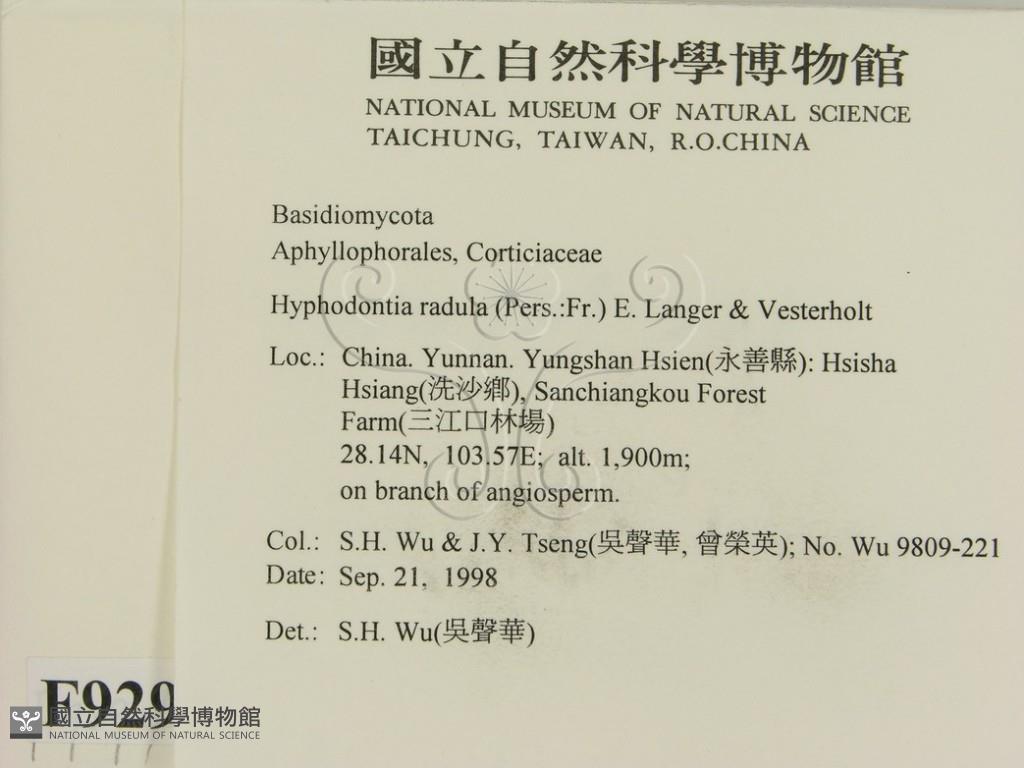 國立自然科學博物館
NATIONAL MUSEUM OF NATURAL SCIENCE
TAICHUNG, TAIWAN, R.O.CHINA
Basidiomycota
Aphyllophorales, Corticiaceae
Hyphodontia radula (Pers.:Fr.) E. Langer & Vesterholt
Loc.: China. Yunnan. Yungshan Hsien(永善縣): Hsisha
Hsiang(洗沙鄉), Sanchiangkou Forest
Farm(三江口林場)
28.14N, 103.57E; alt. 1,900m;
on branch of angiosperm.
Col.: S.H. Wu & J.Y. Tseng(吳聲華, 曾榮英); No. Wu 9809-221
Date: Sep. 21, 1998
Det.: S.H. Wu(吳聲華)
F929
國立自然科學博物館
NATIONAL MUSEUM OF NATURAL SCIENCE